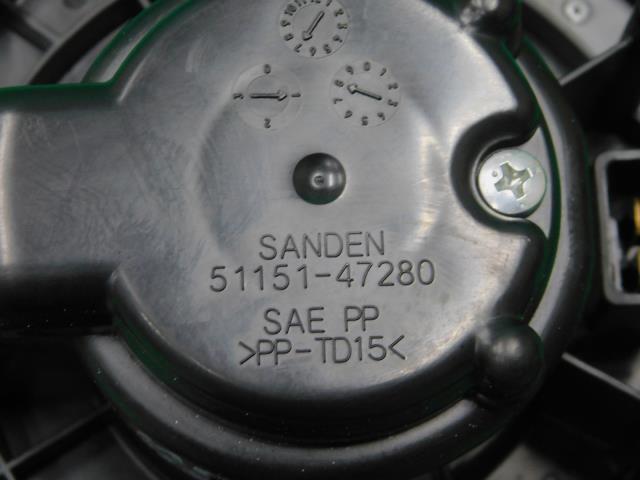 SANDEN
51151-47280
SAE PP
>PP-TD15<